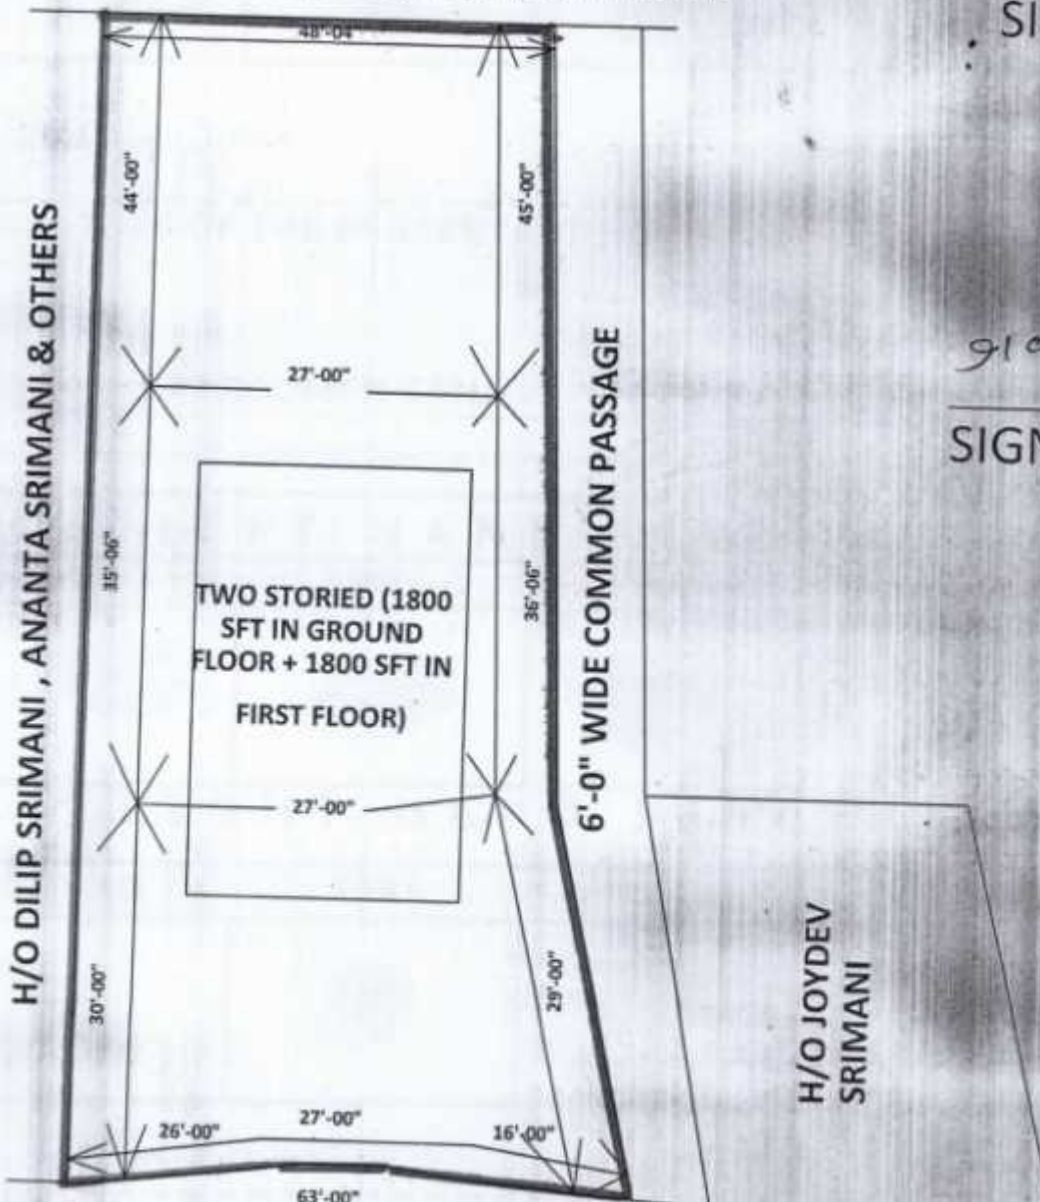 48'-04"
44'-00"
45'-00"
H/O DILIP SRIMANI , ANANTA SRIMANI & OTHERS
27'-00"
35'-06"
36'-06"
TWO STORIED (1800
SFT IN GROUND
FLOOR + 1800 SFT IN
FIRST FLOOR)
6'-0" WIDE COMMON PASSAGE
27'-00"
30'-00"
29'-00"
H/O JOYDEV
SRIMANI
26'-00"
27'-00"
16'-00"
63'-00"